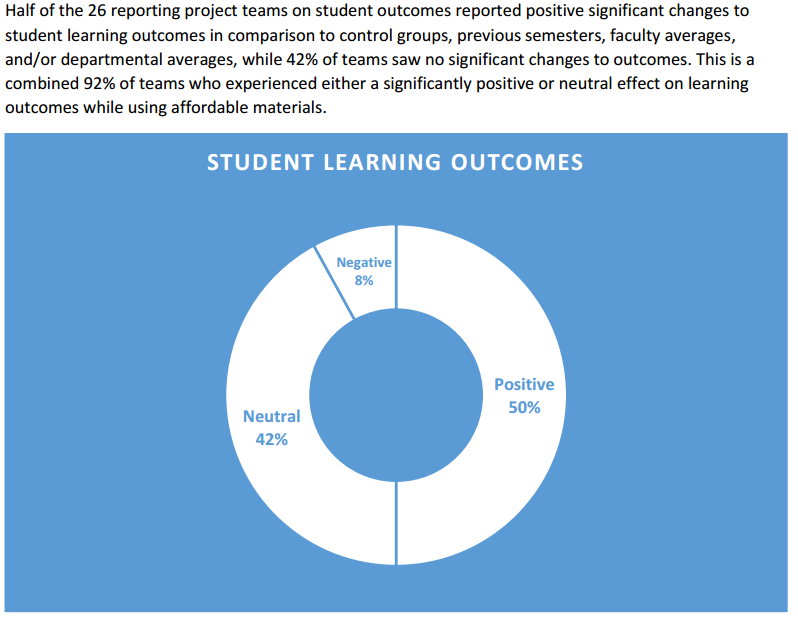 Half of the 26 reporting project teams on student outcomes reported positive significant changes to
student learning outcomes in comparison to control groups, previous semesters, faculty averages,
and/or departmental averages, while 42% of teams saw no significant changes to outcomes. This is a
combined 92% of teams who experienced either a significantly positive or neutral effect on learning
outcomes while using affordable materials.
STUDENT LEARNING OUTCOMES
Negative
8%
Positive
50%
Neutral
42%